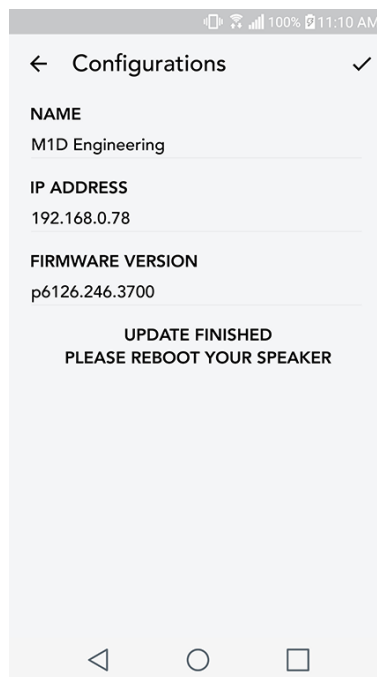 100% 11:10 AM
Configurations
NAME
M1D Engineering
IP ADDRESS
192.168.0.78
FIRMWARE VERSION
p6126.246.3700
UPDATE FINISHED
PLEASE REBOOT YOUR SPEAKER